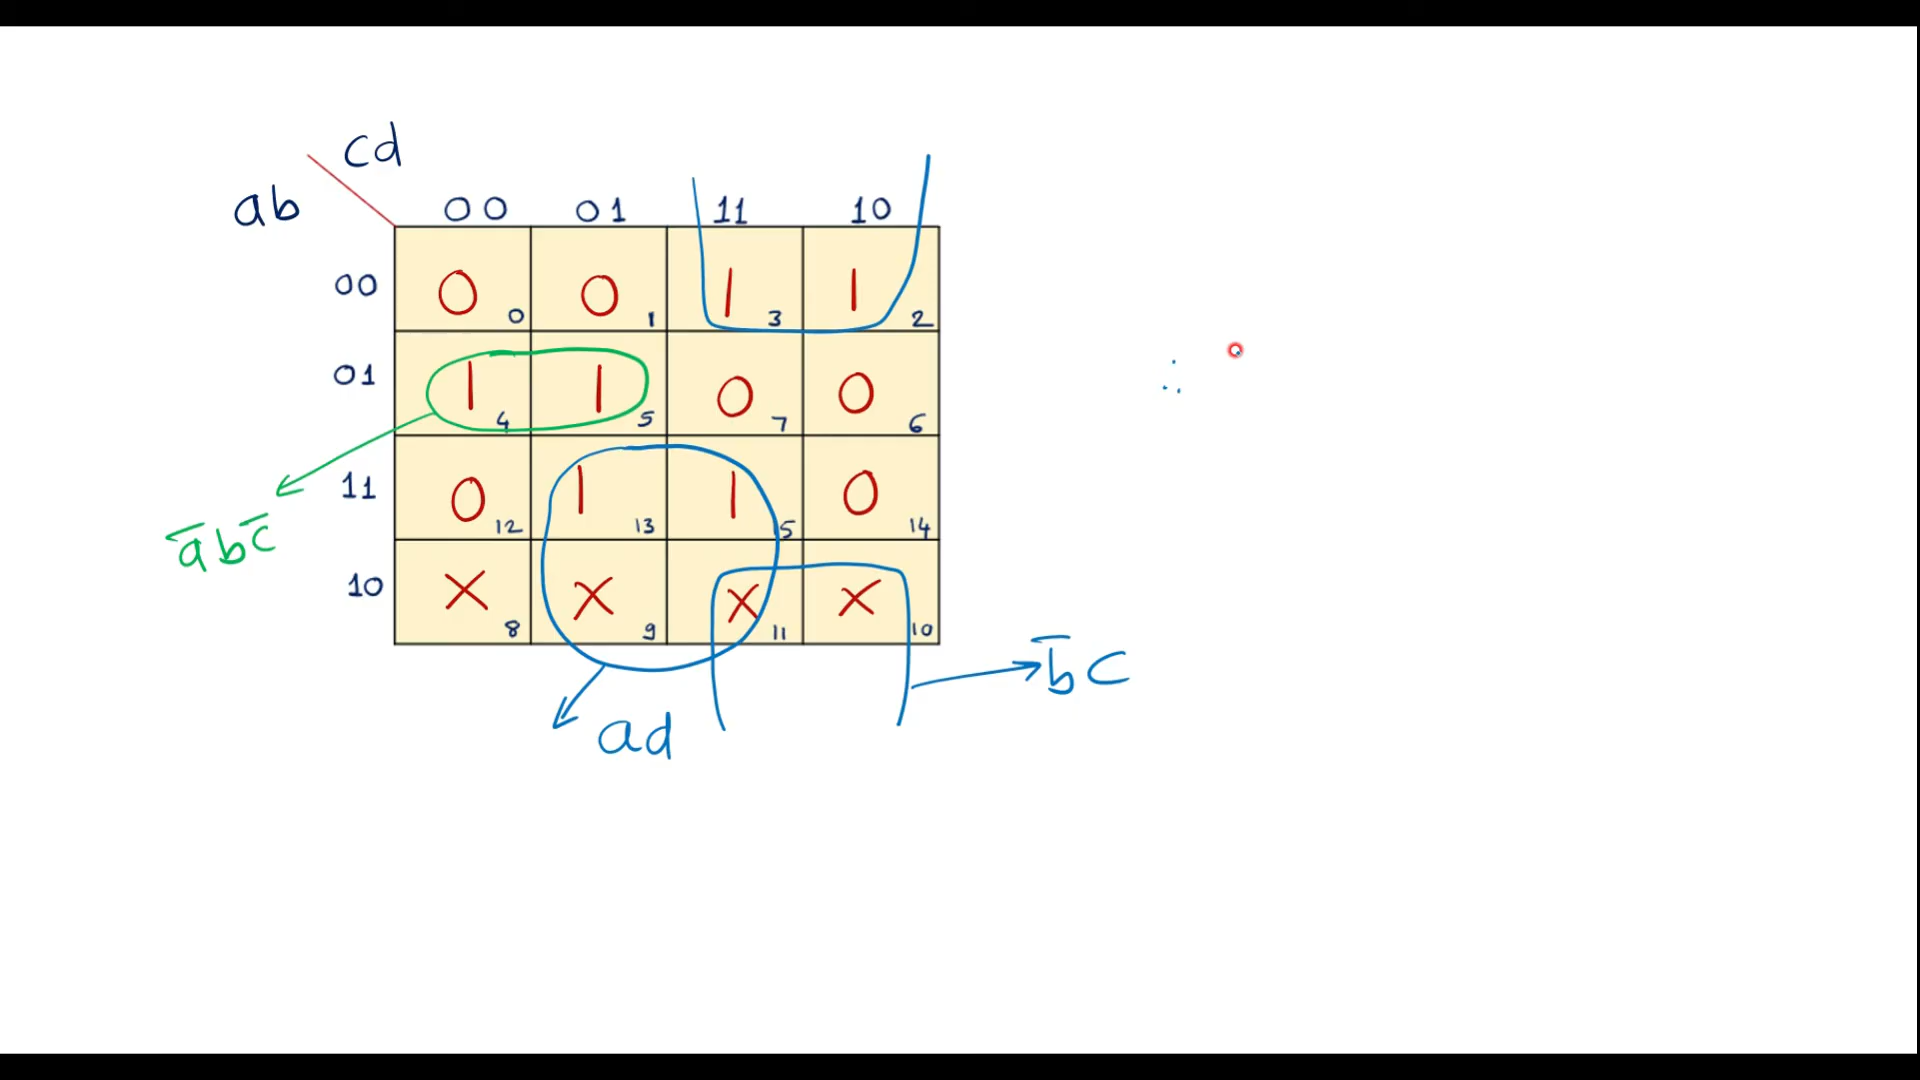 cd
ab
00 01 11 10
00 0 0 0 1 1 3 1 2
01 1 4 1 5 0 7 0 6
11 0 12 1 13 1 15 0 14
10 X 8 X 9 X 11 X 10
a̅bc̅
b̅c
ad
∴